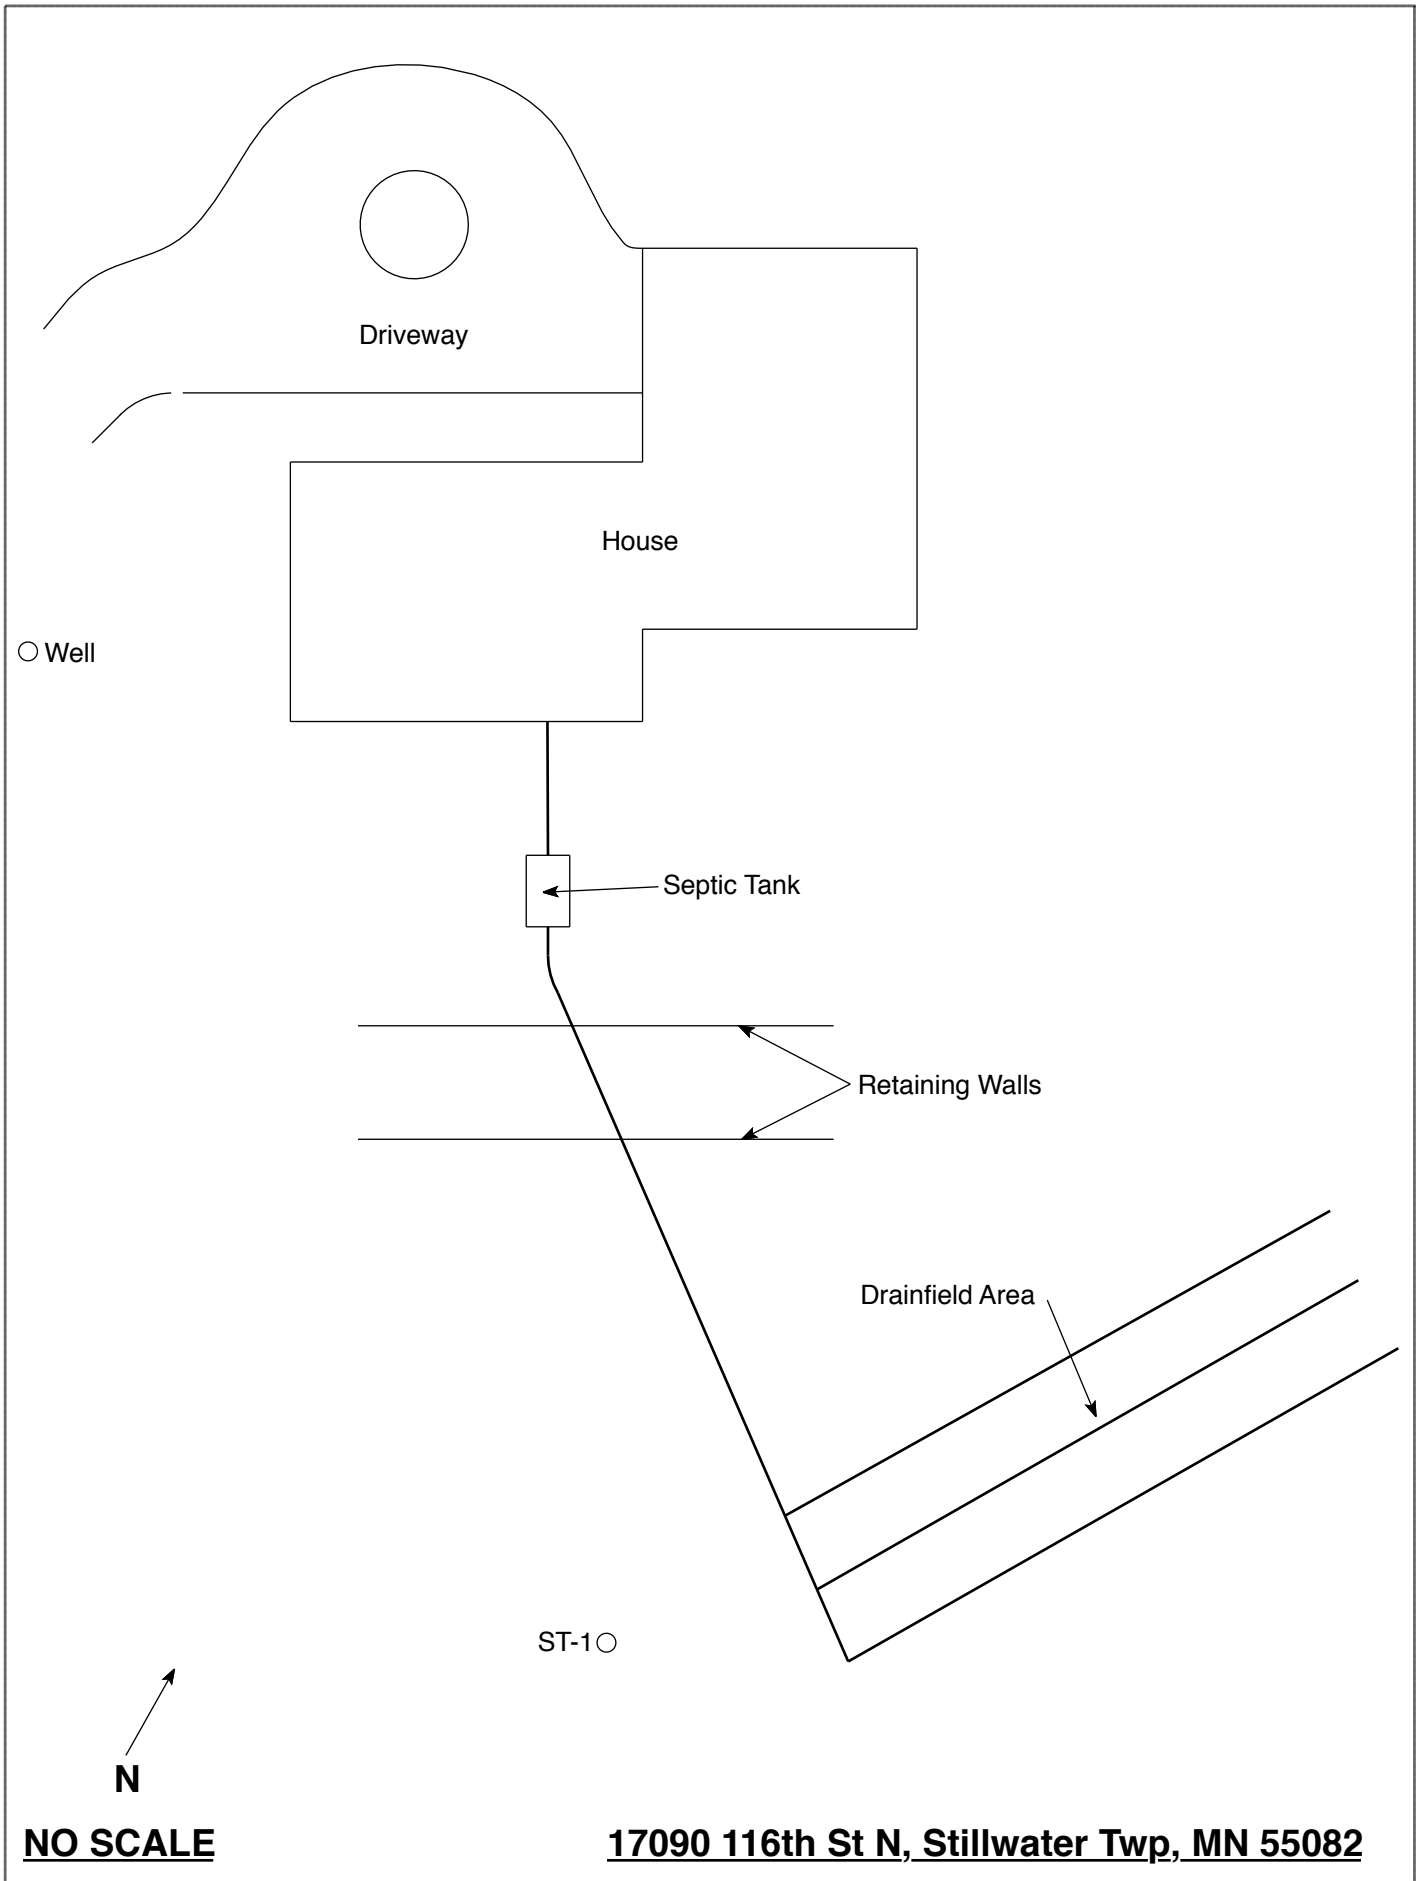 Driveway
House
Well
Septic Tank
Retaining Walls
Drainfield Area
ST-1
N
NO SCALE
17090 116th St N, Stillwater Twp, MN 55082